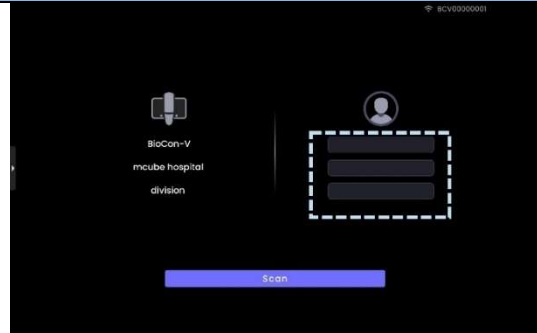 BCV00000001
BioCon-V
mcube hospital
division
Scan